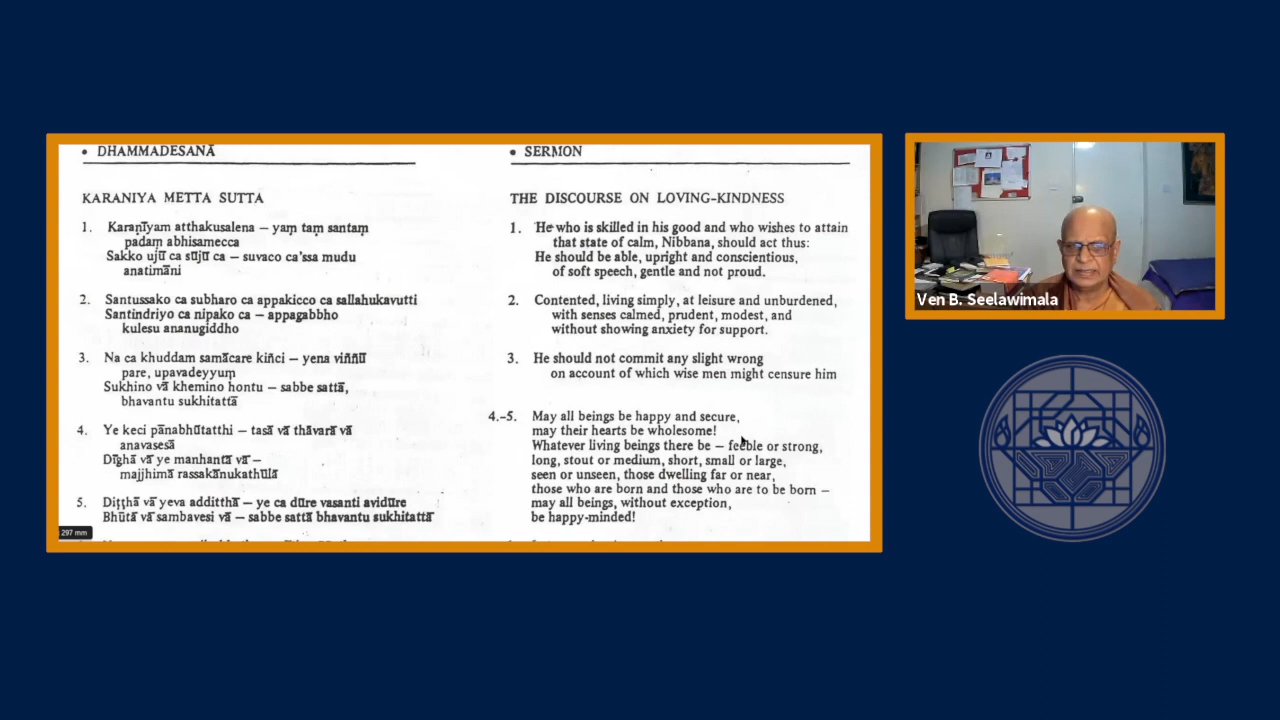 • DHAMMADESANĀ
KARANIYA METTA SUTTA
1. Karaṇīyam atthakusalena – yaṃ taṃ santaṃ
padaṃ abhisamecca
Sakko ujū ca sūjū ca – suvaco ca'ssa mudu
anatimāni
2. Santussako ca subharo ca appakicco ca sallahukavutti
Santindriyo ca nipako ca – appagabbho
kulesu ananugiddho
3. Na ca khuddaṃ samācare kiñci – yena viññū
pare, upavadeyyuṃ
Sukhino vā khemino hontu – sabbe sattā,
bhavantu sukhitattā
4. Ye keci pānabhūtatthi – tasā vā thāvarā vā
anavasesā
Dīghā vā ye manhantā vā –
majjhimā rassakānukathūlā
5. Diṭṭhā vā yeva additthā – ye ca dūre vasanti avidūre
Bhūtā vā sambavesi vā – sabbe sattā bhavantu sukhitattā
297 mm
• SERMON
THE DISCOURSE ON LOVING-KINDNESS
1. He who is skilled in his good and who wishes to attain
that state of calm, Nibbana, should act thus:
He should be able, upright and conscientious,
of soft speech, gentle and not proud.
2. Contented, living simply, at leisure and unburdened,
with senses calmed, prudent, modest, and
without showing anxiety for support.
3. He should not commit any slight wrong
on account of which wise men might censure him
4.-5. May all beings be happy and secure,
may their hearts be wholesome!
Whatever living beings there be – feeble or strong,
long, stout or medium, short, small or large,
seen or unseen, those dwelling far or near,
those who are born and those who are to be born –
may all beings, without exception,
be happy-minded!
Ven B. Seelawimala